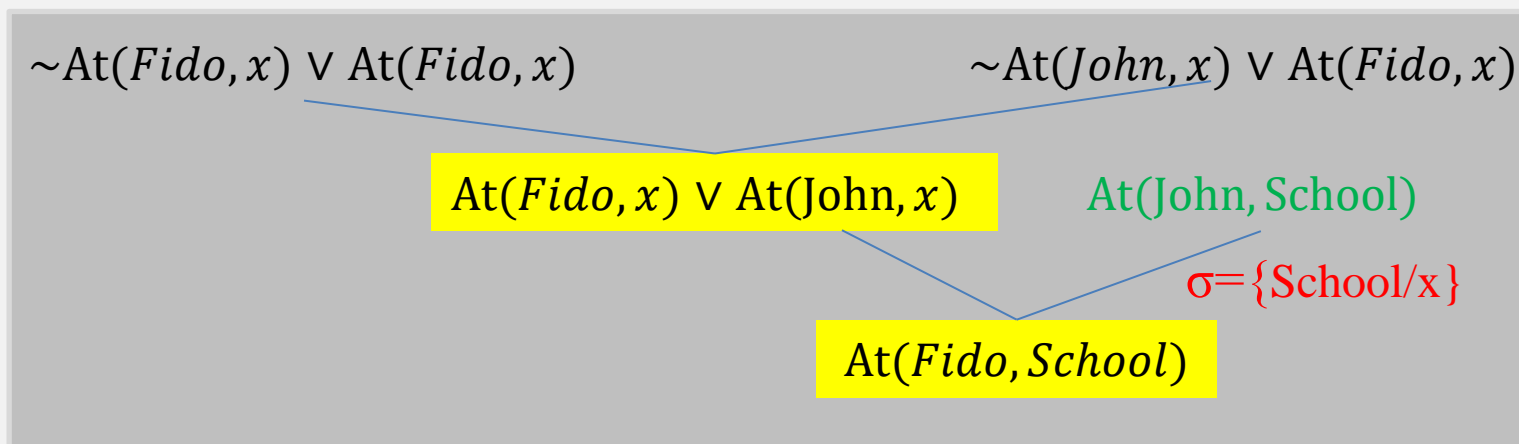 ~At(Fido, x) ∨ At(Fido, x) ~At(John, x) ∨ At(Fido, x)
At(Fido, x) ∨ At(John, x) At(John, School)
σ={School/x}
At(Fido, School)